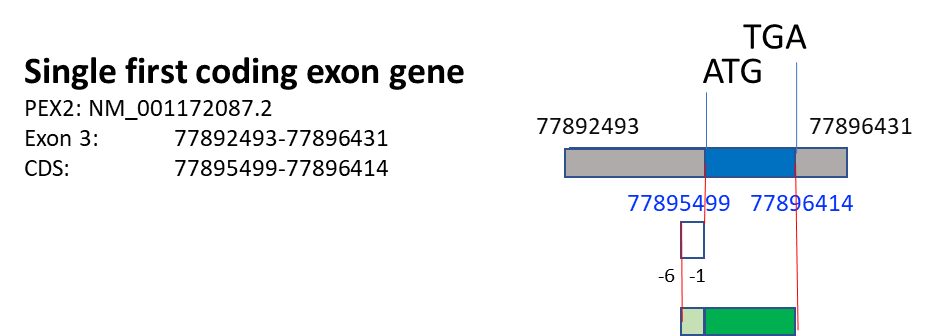 Single first coding exon gene
PEX2: NM_001172087.2
Exon 3: 77892493-77896431
CDS: 77895499-77896414
TGA
ATG
77892493 77896431
77895499 77896414
-6 -1